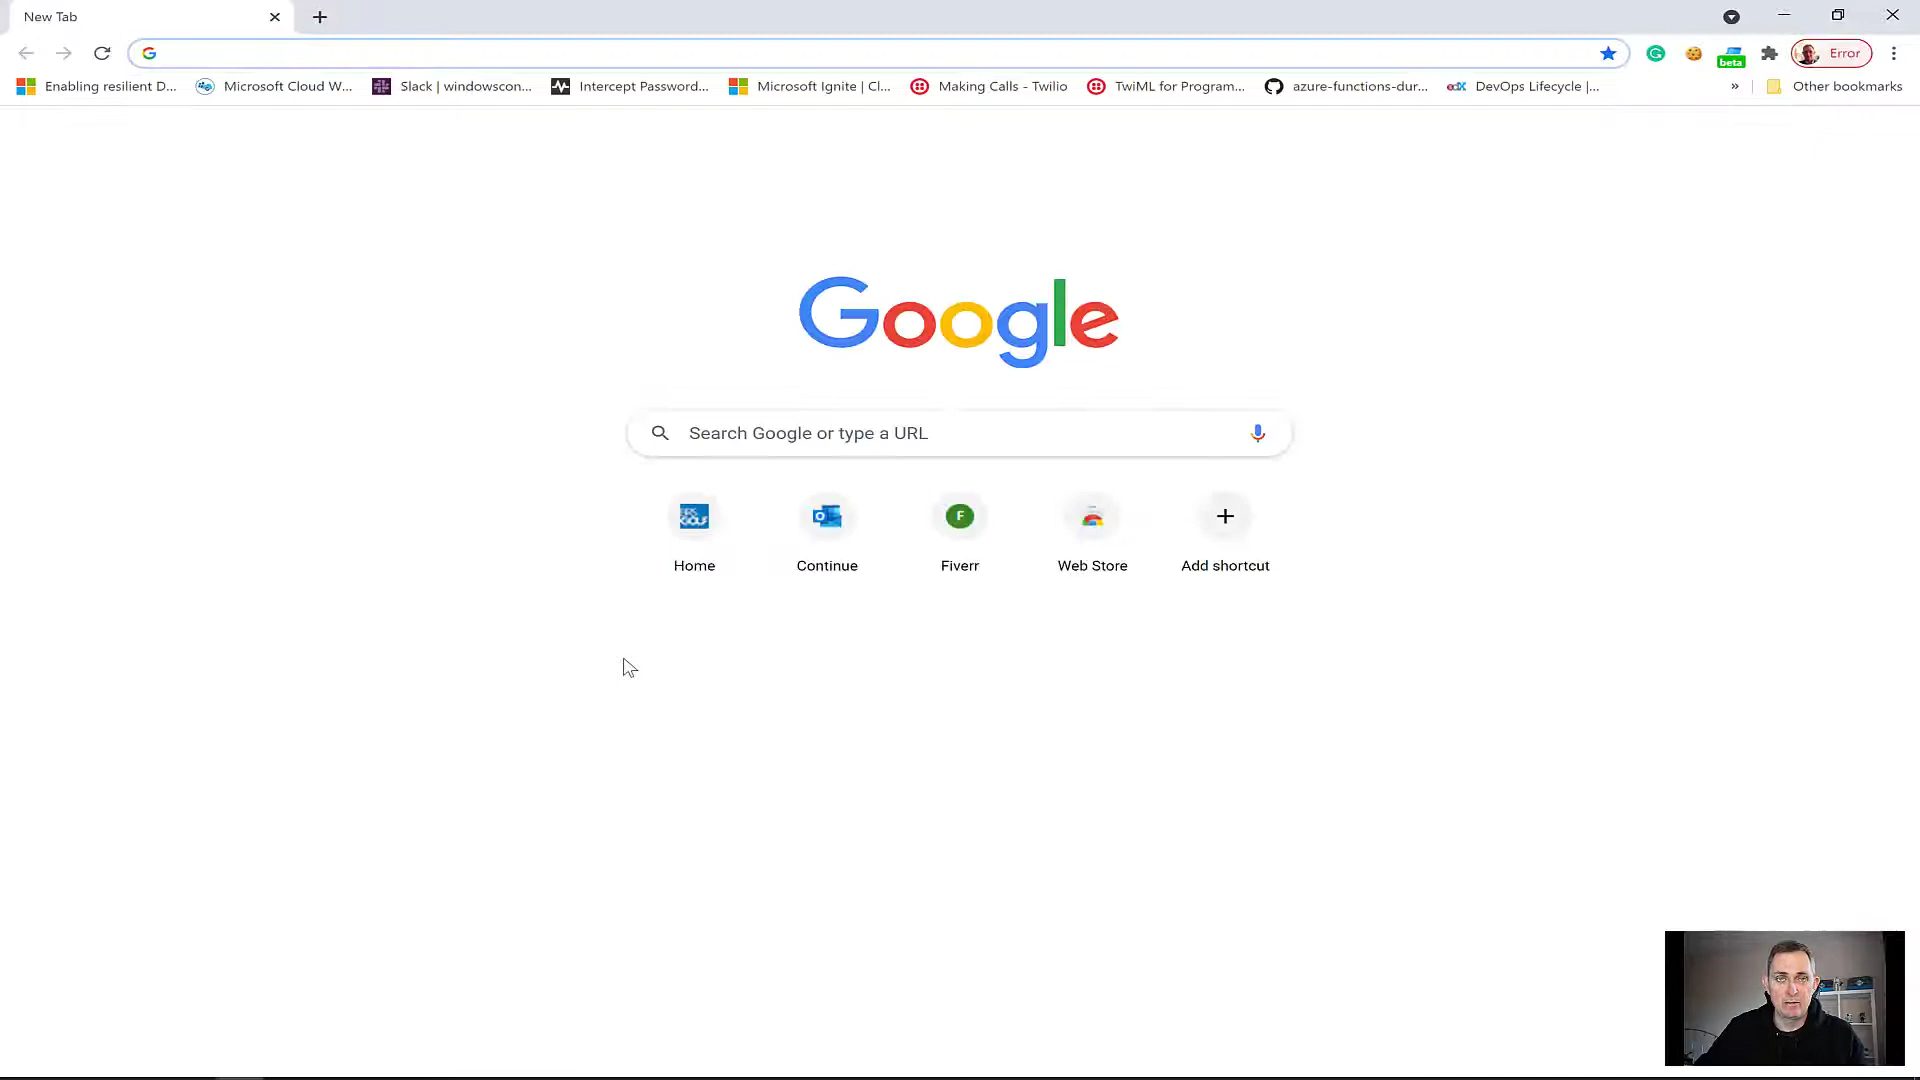 New Tab
Error
Enabling resilient D...
Microsoft Cloud W...
Slack | windowscon...
Intercept Password...
Microsoft Ignite | Cl...
Making Calls - Twilio
TwiML for Program...
azure-functions-dur...
DevOps Lifecycle |...
»
Other bookmarks
beta
Google
Search Google or type a URL
Home
Continue
F
Fiverr
Web Store
Add shortcut